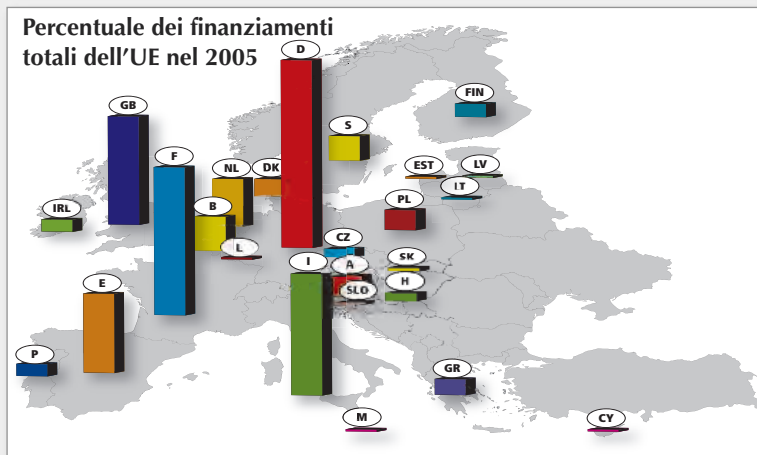 Percentuale dei finanziamenti
totali dell'UE nel 2005
D
GB
FIN
S
F
NL
DK
EST
LV
LT
IRL
B
PL
L
CZ
SK
I
A
E
SLO
H
P
GR
M
CY